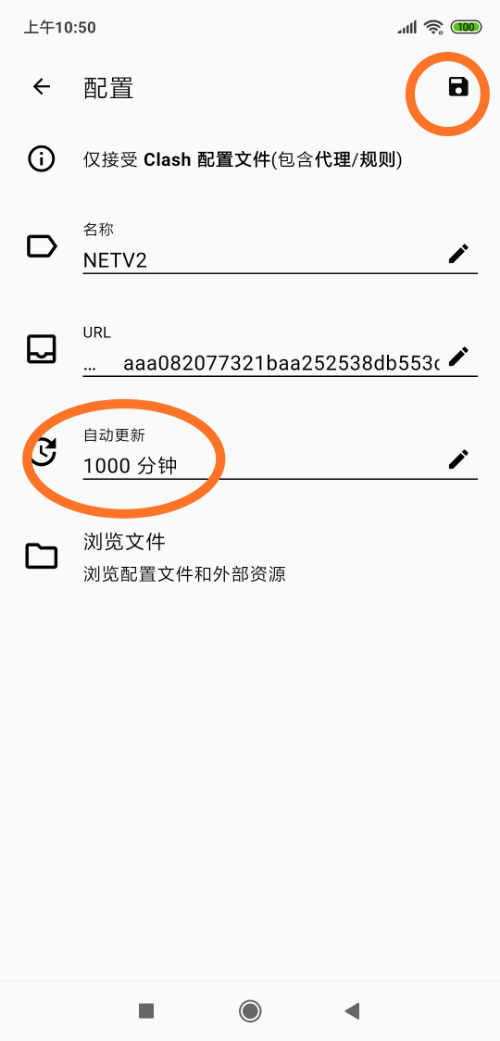 上午10:50
100
配置
仅接受 Clash 配置文件(包含代理/规则)
名称
NETV2
URL
... aaa082077321baa252538db553c
自动更新
1000 分钟
浏览文件
浏览配置文件和外部资源